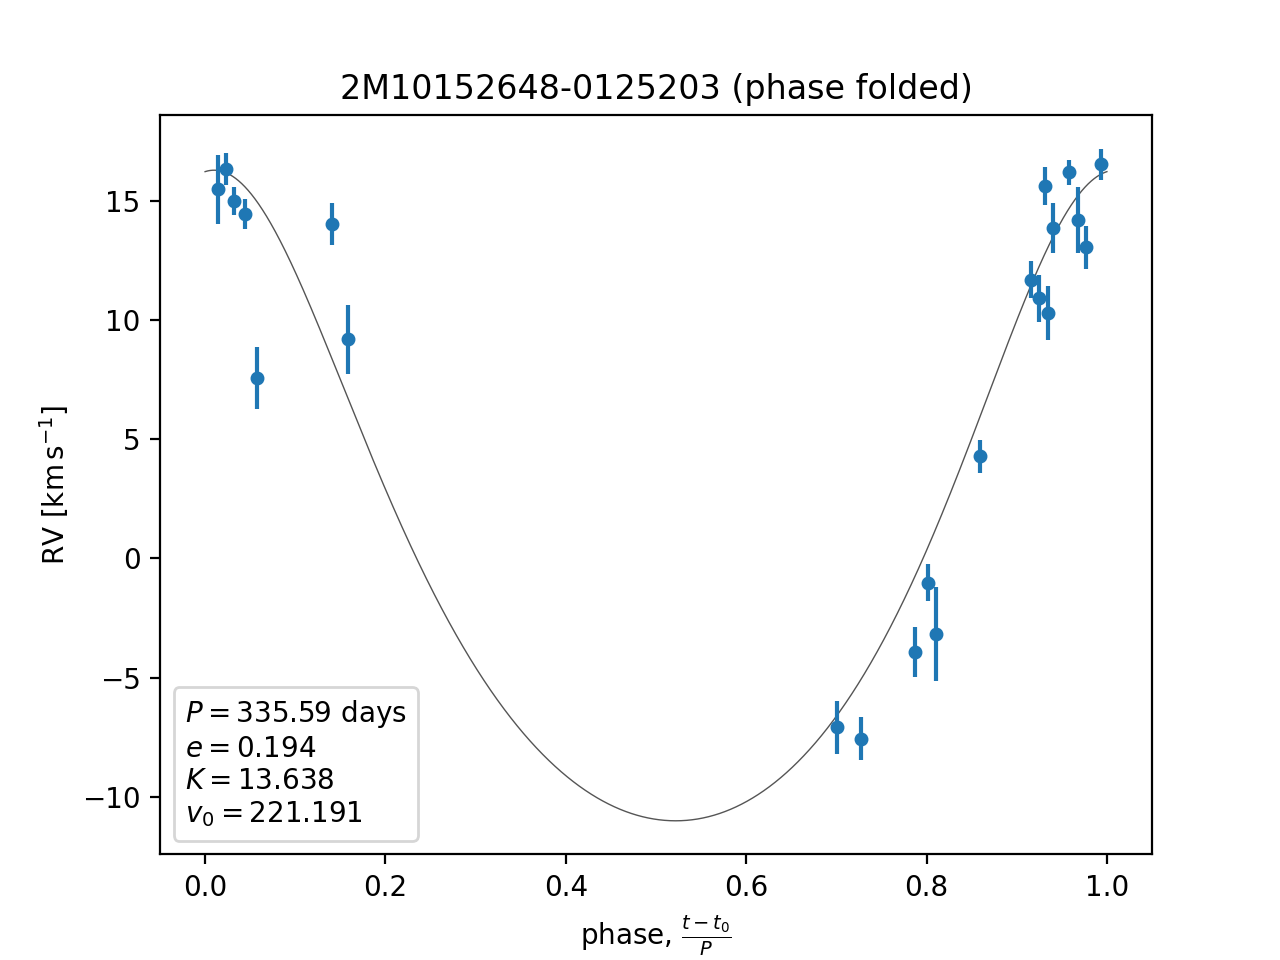 2M10152648-0125203 (phase folded)
15
10
5
0
−5
−10
RV [km s⁻¹]
P = 335.59 days
e = 0.194
K = 13.638
v₀ = 221.191
0.0 0.2 0.4 0.6 0.8 1.0
phase, (t − t₀)/P